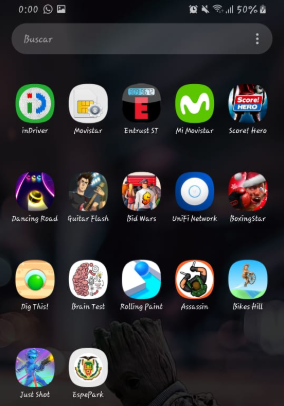 0:00 50%
Buscar
inDriver Movistar Entrust ST Mi Movistar Score! Hero
Dancing Road Guitar Flash Bid Wars UniFi Network BoxingStar
Dig This! Brain Test Rolling Paint Assassin Bikes Hill
Just Shot EspePark